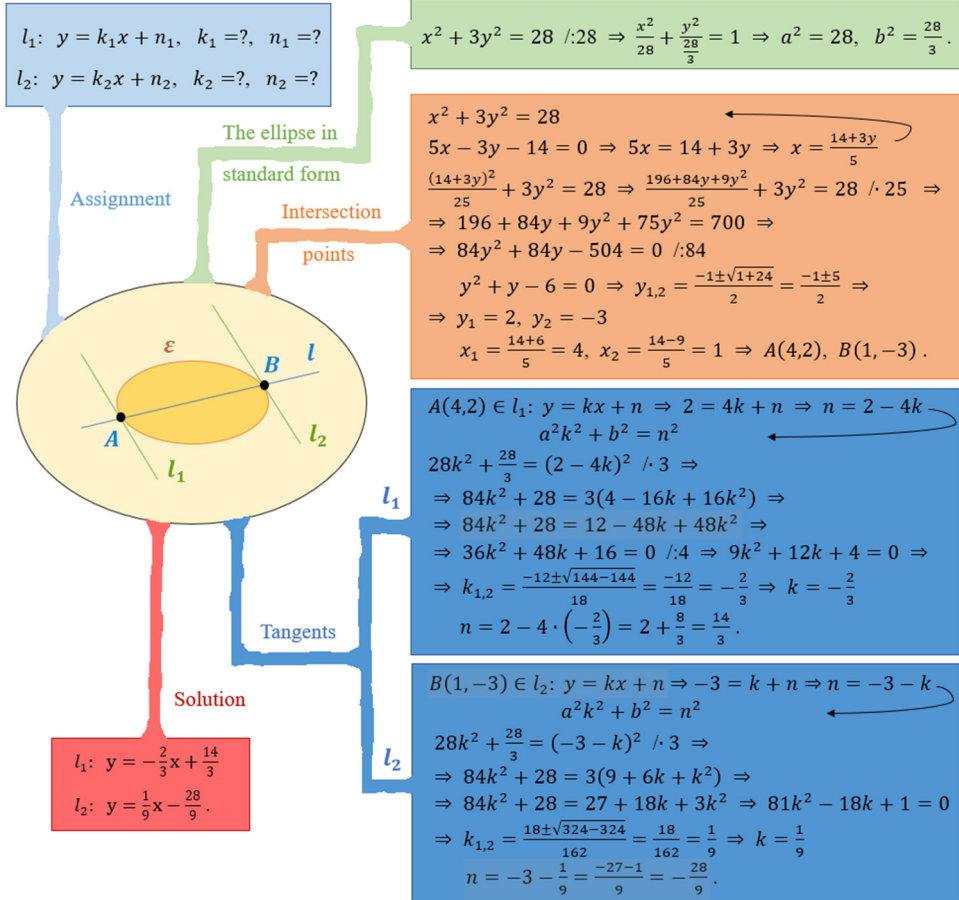 l₁: y = k₁x + n₁, k₁ =?, n₁ =?
l₂: y = k₂x + n₂, k₂ =?, n₂ =?
Assignment
The ellipse in
standard form
x² + 3y² = 28 /:28 ⇒ x²/28 + y²/(28/3) = 1 ⇒ a² = 28, b² = 28/3 .
Intersection
points
x² + 3y² = 28
5x − 3y − 14 = 0 ⇒ 5x = 14 + 3y ⇒ x = (14+3y)/5
(14+3y)²/25 + 3y² = 28 ⇒ (196+84y+9y²)/25 + 3y² = 28 /· 25 ⇒
⇒ 196 + 84y + 9y² + 75y² = 700 ⇒
⇒ 84y² + 84y − 504 = 0 /:84
y² + y − 6 = 0 ⇒ y₁,₂ = (−1±√(1+24))/2 = (−1±5)/2 ⇒
⇒ y₁ = 2, y₂ = −3
x₁ = (14+6)/5 = 4, x₂ = (14−9)/5 = 1 ⇒ A(4,2), B(1,−3) .
ε
B
l
A
l₁
l₂
Tangents
l₁
A(4,2) ∈ l₁: y = kx + n ⇒ 2 = 4k + n ⇒ n = 2 − 4k
a²k² + b² = n²
28k² + 28/3 = (2 − 4k)² /· 3 ⇒
⇒ 84k² + 28 = 3(4 − 16k + 16k²) ⇒
⇒ 84k² + 28 = 12 − 48k + 48k² ⇒
⇒ 36k² + 48k + 16 = 0 /:4 ⇒ 9k² + 12k + 4 = 0 ⇒
⇒ k₁,₂ = (−12±√(144−144))/18 = −12/18 = −2/3 ⇒ k = −2/3
n = 2 − 4 · (−2/3) = 2 + 8/3 = 14/3 .
l₂
B(1,−3) ∈ l₂: y = kx + n ⇒ −3 = k + n ⇒ n = −3 − k
a²k² + b² = n²
28k² + 28/3 = (−3 − k)² /· 3 ⇒
⇒ 84k² + 28 = 3(9 + 6k + k²) ⇒
⇒ 84k² + 28 = 27 + 18k + 3k² ⇒ 81k² − 18k + 1 = 0
⇒ k₁,₂ = (18±√(324−324))/162 = 18/162 = 1/9 ⇒ k = 1/9
n = −3 − 1/9 = (−27−1)/9 = −28/9 .
Solution
l₁: y = −2/3x + 14/3
l₂: y = 1/9x − 28/9 .